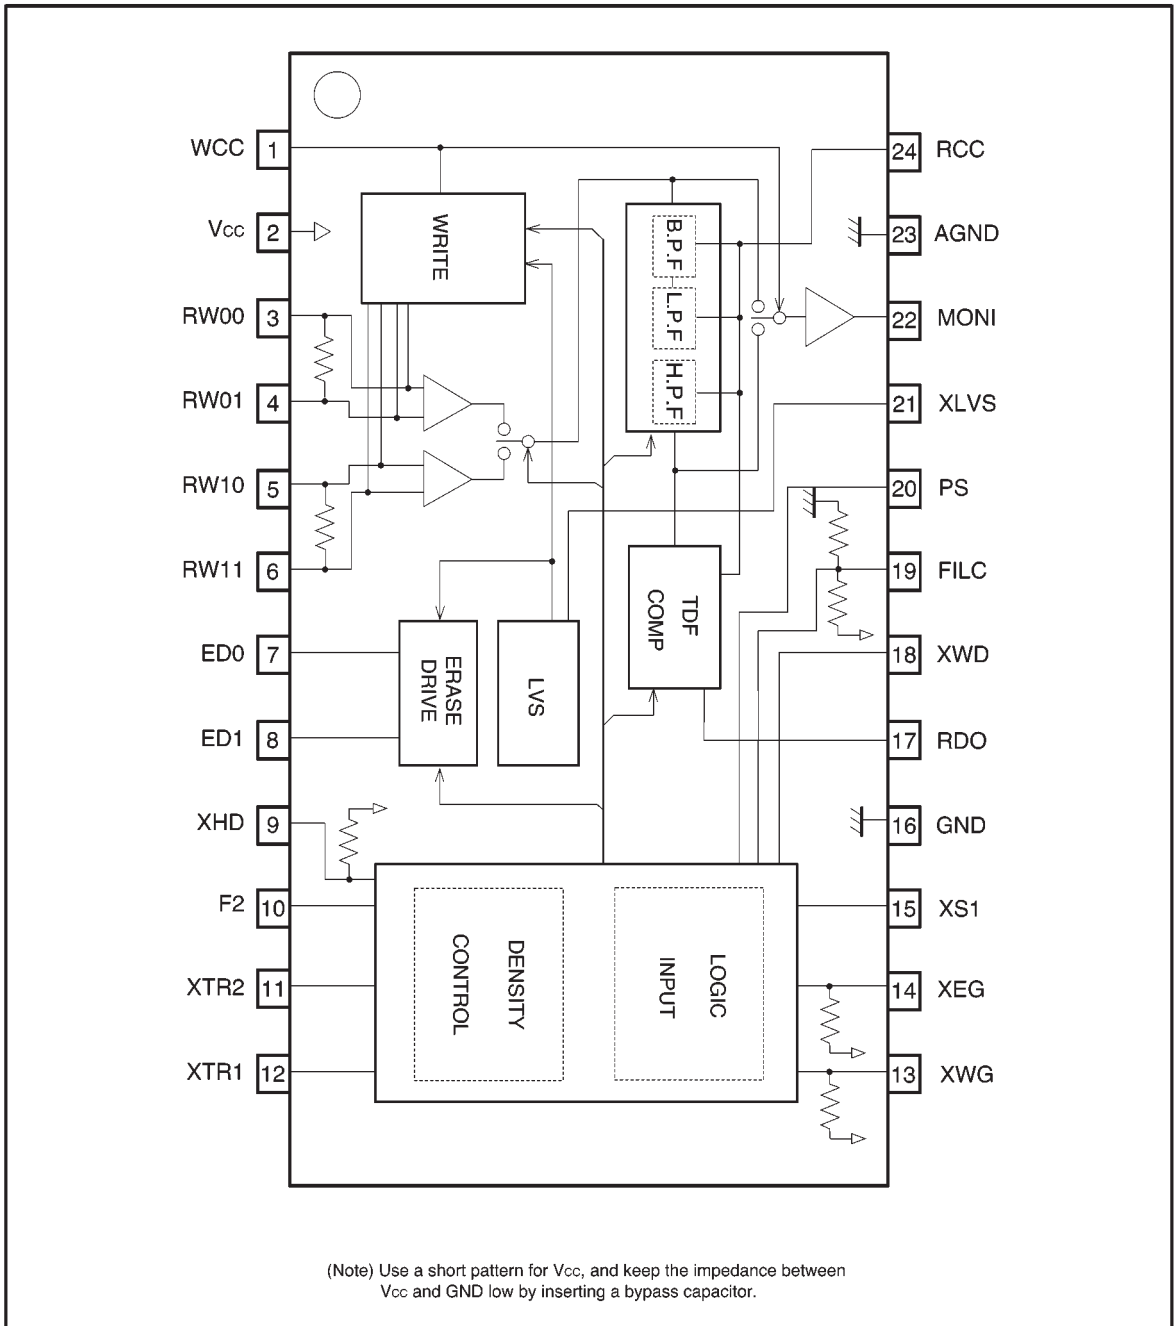 WCC 1
Vcc 2
RW00 3
RW01 4
RW10 5
RW11 6
ED0 7
ED1 8
XHD 9
F2 10
XTR2 11
XTR1 12
24 RCC
23 AGND
22 MONI
21 XLVS
20 PS
19 FILC
18 XWD
17 RDO
16 GND
15 XS1
14 XEG
13 XWG
WRITE
B.P.F
L.P.F
H.P.F
TDF
COMP
ERASE
DRIVE
LVS
DENSITY
CONTROL
LOGIC
INPUT
(Note) Use a short pattern for Vcc, and keep the impedance between
Vcc and GND low by inserting a bypass capacitor.